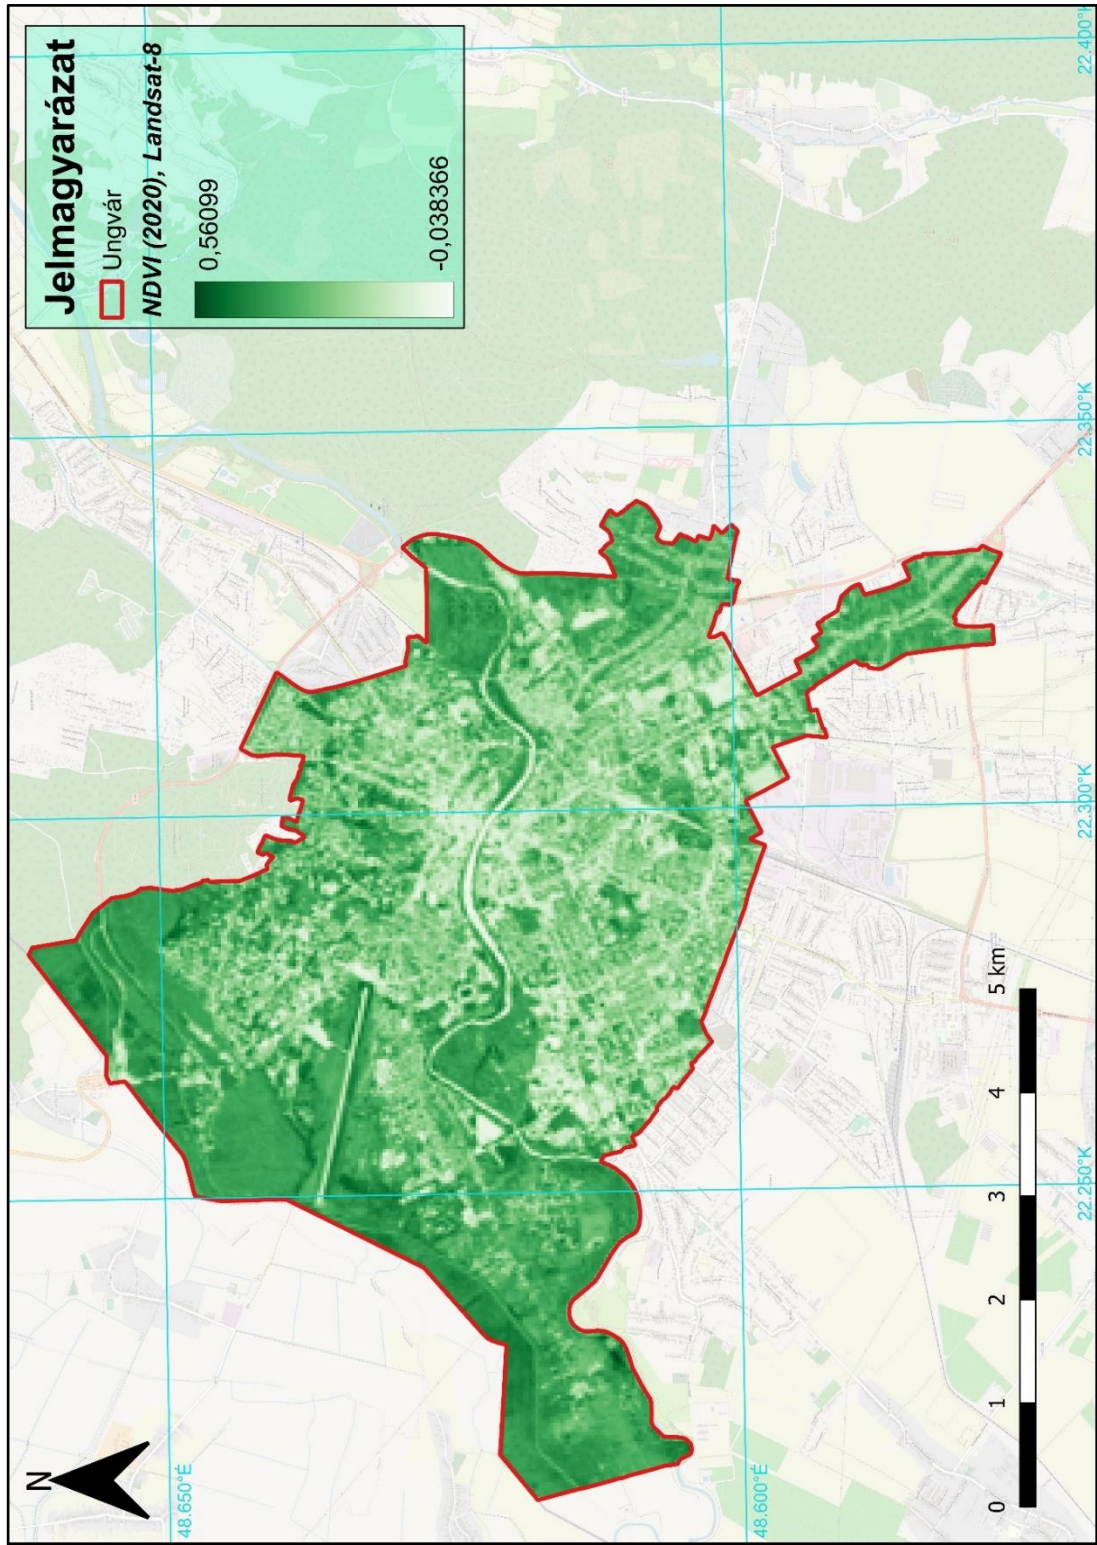 Jelmagyarázat
Ungvár
NDVI (2020), Landsat-8
0,56099
-0,038366
N
48.650°É
48.600°É
22.250°K
22.300°K
22.350°K
22.400°K
0 1 2 3 4 5 km